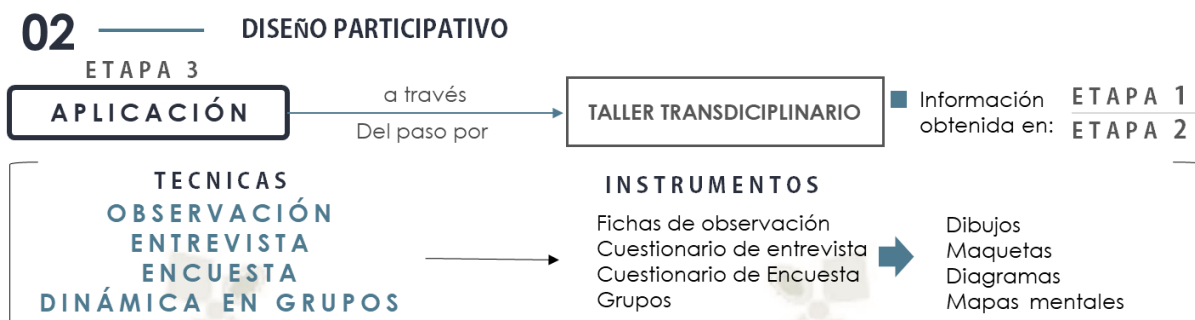 02 DISEÑO PARTICIPATIVO
ETAPA 3
APLICACIÓN
a través
Del paso por
TALLER TRANSDICIPLINARIO
Información
obtenida en:
ETAPA 1
ETAPA 2
TECNICAS
OBSERVACIÓN
ENTREVISTA
ENCUESTA
DINÁMICA EN GRUPOS
INSTRUMENTOS
Fichas de observación
Cuestionario de entrevista
Cuestionario de Encuesta
Grupos
Dibujos
Maquetas
Diagramas
Mapas mentales